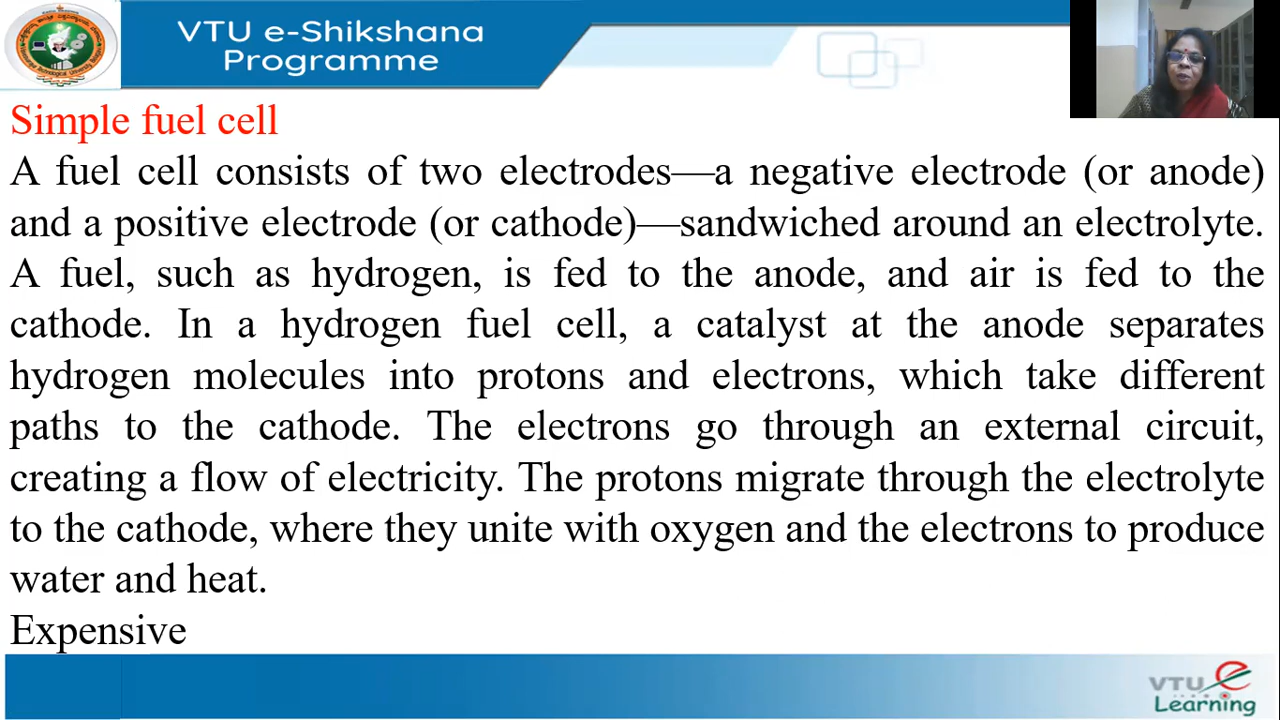 VTU e-Shikshana
Programme
Simple fuel cell
A fuel cell consists of two electrodes—a negative electrode (or anode)
and a positive electrode (or cathode)—sandwiched around an electrolyte.
A fuel, such as hydrogen, is fed to the anode, and air is fed to the
cathode. In a hydrogen fuel cell, a catalyst at the anode separates
hydrogen molecules into protons and electrons, which take different
paths to the cathode. The electrons go through an external circuit,
creating a flow of electricity. The protons migrate through the electrolyte
to the cathode, where they unite with oxygen and the electrons to produce
water and heat.
Expensive
VTU e
Learning